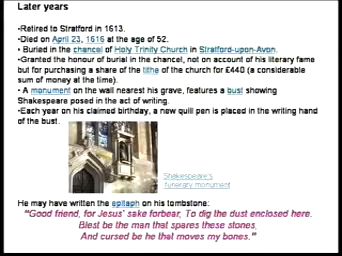 Later years
•Retired to Stratford in 1613.
•Died on April 23, 1616 at the age of 52.
• Buried in the chancel of Holy Trinity Church in Stratford-upon-Avon.
•Granted the honour of burial in the chancel, not on account of his literary fame
but for purchasing a share of the tithe of the church for £440 (a considerable
sum of money at the time).
• A monument on the wall nearest his grave, features a bust showing
Shakespeare posed in the act of writing.
•Each year on his claimed birthday, a new quill pen is placed in the writing hand
of the bust.
Shakespeare's
funerary monument
He may have written the epitaph on his tombstone:
"Good friend, for Jesus' sake forbear, To dig the dust enclosed here.
Blest be the man that spares these stones,
And cursed be he that moves my bones."